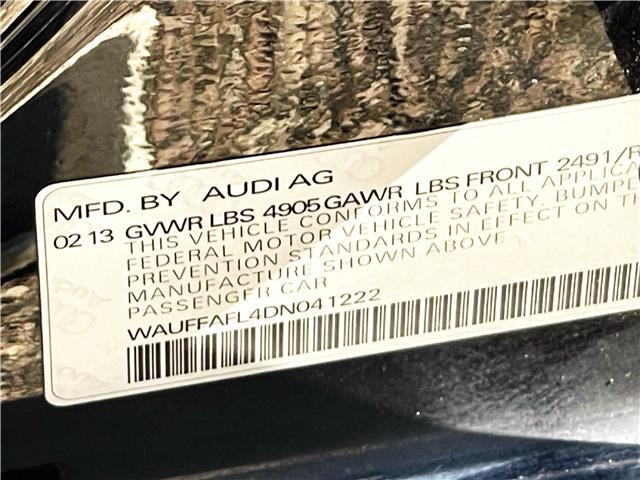 MFD. BY AUDI AG
02 13 GVWR LBS 4905 GAWR LBS FRONT 2491/R
THIS VEHICLE CONFORMS TO ALL APPLICA
FEDERAL MOTOR VEHICLE SAFETY. BUMPE
PREVENTION STANDARDS IN EFFECT ON TH
MANUFACTURE SHOWN ABOVE
PASSENGER CAR
WAUFFAFL4DN041222